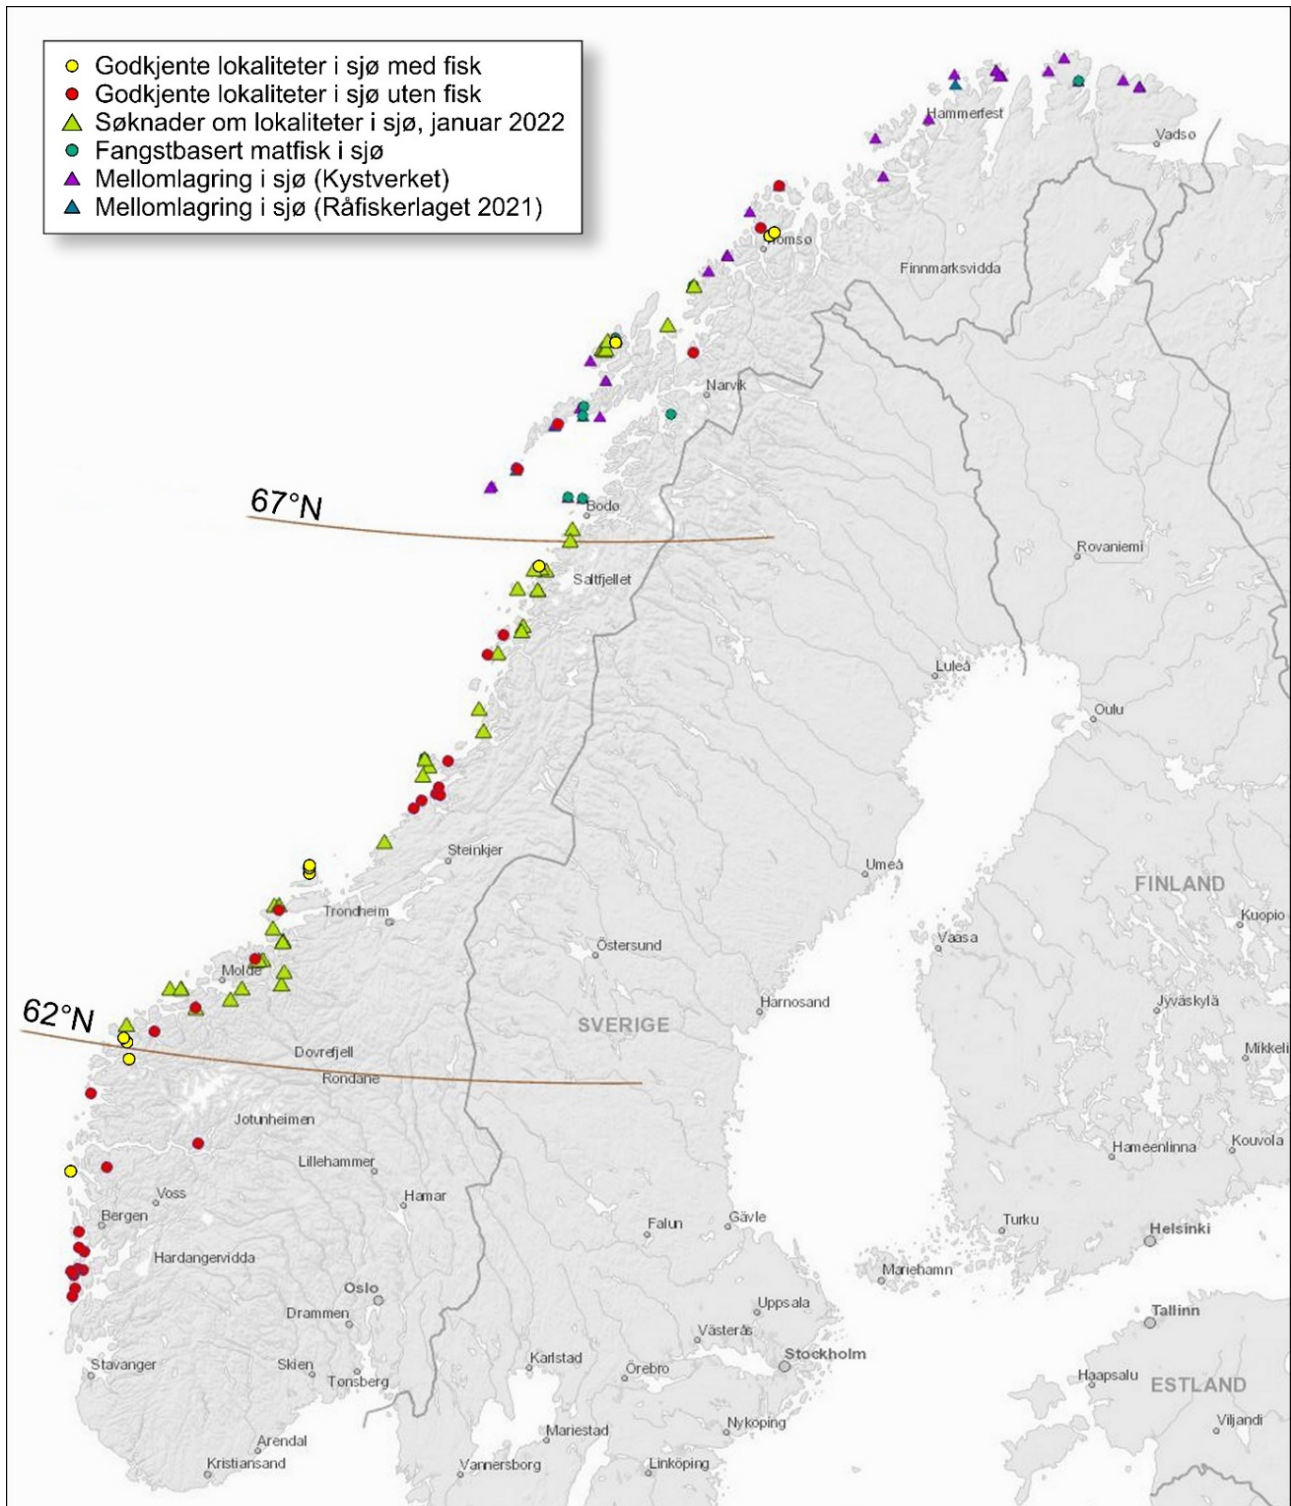 Godkjente lokaliteter i sjø med fisk
Godkjente lokaliteter i sjø uten fisk
Søknader om lokaliteter i sjø, januar 2022
Fangstbasert matfisk i sjø
Mellomlagring i sjø (Kystverket)
Mellomlagring i sjø (Råfiskerlaget 2021)
Hammerfest
Vadsø
Finnmarksvidda
Narvik
67°N
Bodø
Rovaniemi
Saltfjellet
Luleå
Oulu
Steinkjer
Umeå
FINLAND
Trondheim
Kuopio
Vaasa
Östersund
Molde
Harnosand
Jyväskylä
62°N
SVERIGE
Dovrefjell
Mikkeli
Rondane
Jotunheimen
Hameenlinna
Kouvola
Lillehammer
Voss
Hamar
Bergen
Falun
Gävle
Turku
Helsinki
Hardangervidda
Mariehamn
Oslo
Uppsala
Drammen
Tallinn
Västerås
Stavanger
Skien
Karlstad
Örebro
Stockholm
Tonsberg
Haapsalu
ESTLAND
Nykoping
Viljandi
Mariestad
Arendal
Kristiansand
Vannersborg
Linköping